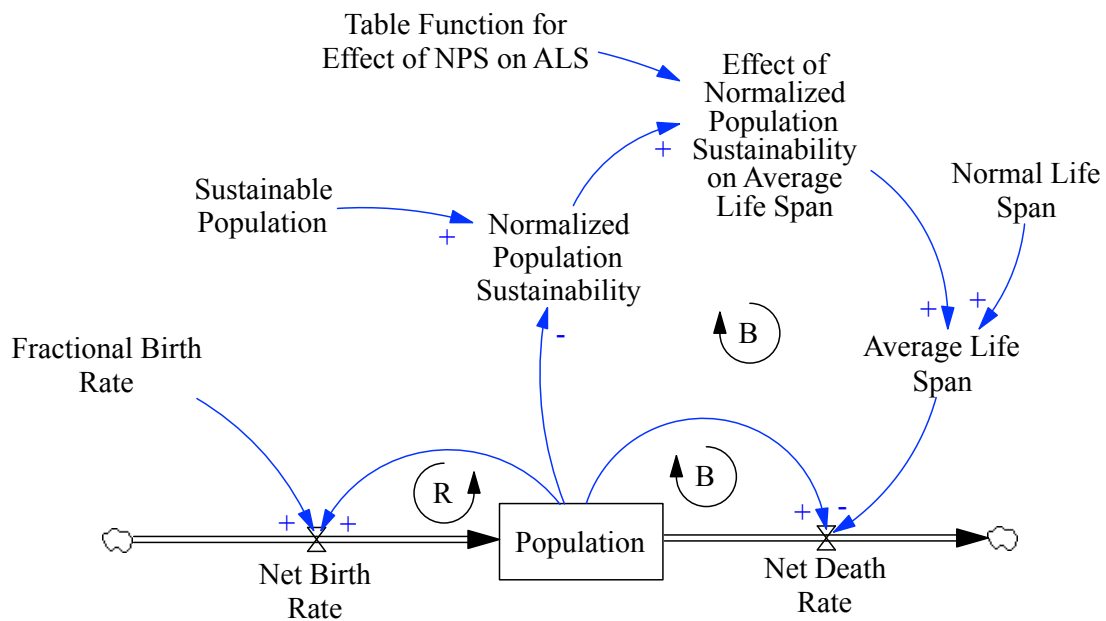 Table Function for
Effect of NPS on ALS
Effect of
Normalized
Population
Sustainability
on Average
Life Span
+
Sustainable
Population
+
Normalized
Population
Sustainability
-
Normal Life
Span
+
+
Average Life
Span
B
Fractional Birth
Rate
R
B
+
+
+
-
Population
Net Birth
Rate
Net Death
Rate